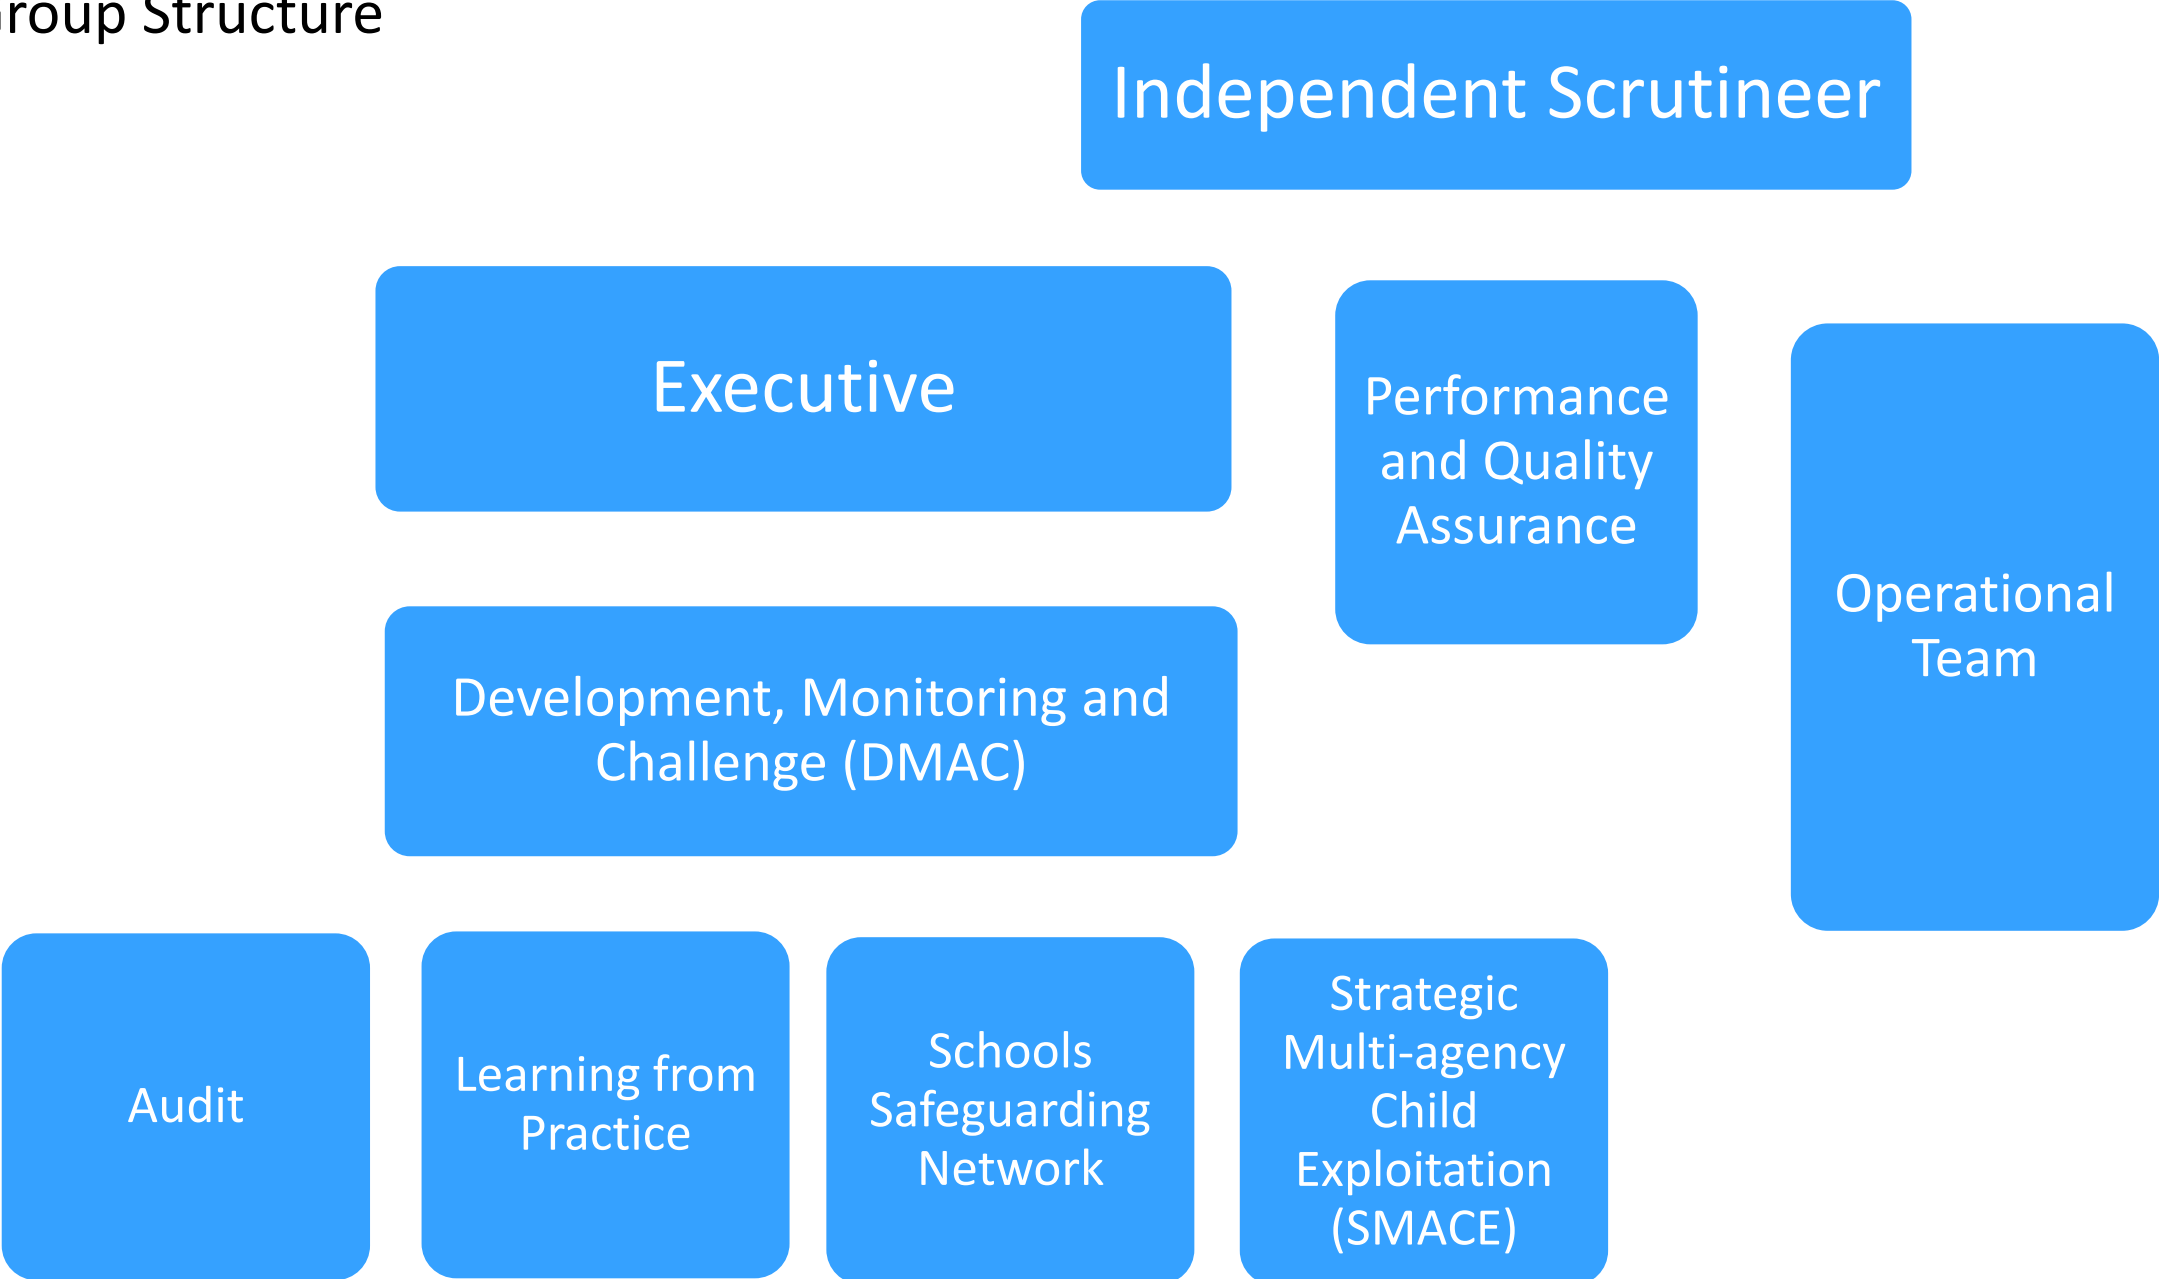 Structure
Independent Scrutineer
Executive
Performance
and Quality
Assurance
Operational
Team
Development, Monitoring and
Challenge (DMAC)
Audit
Learning from
Practice
Schools
Safeguarding
Network
Strategic
Multi-agency
Child
Exploitation
(SMACE)